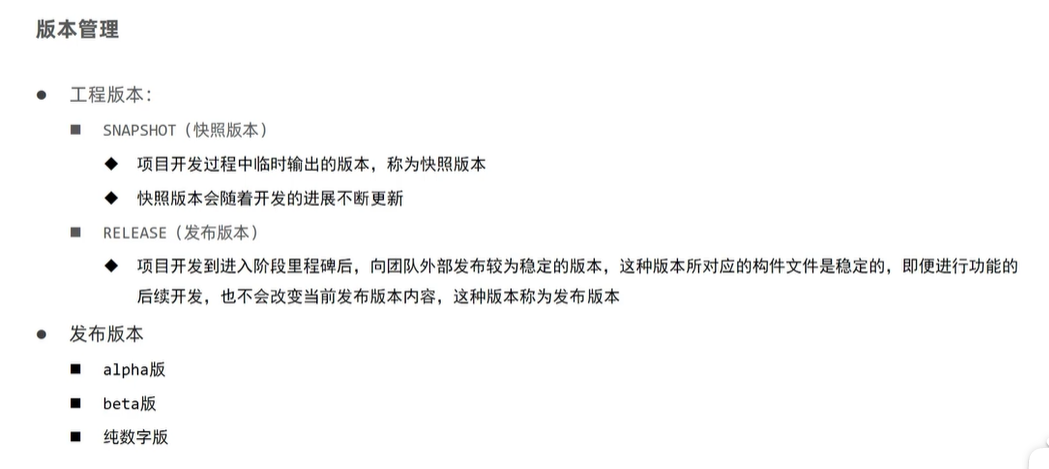 版本管理
工程版本：
SNAPSHOT（快照版本）
项目开发过程中临时输出的版本，称为快照版本
快照版本会随着开发的进展不断更新
RELEASE（发布版本）
项目开发到进入阶段里程碑后，向团队外部发布较为稳定的版本，这种版本所对应的构件文件是稳定的，即便进行功能的
后续开发，也不会改变当前发布版本内容，这种版本称为发布版本
发布版本
alpha版
beta版
纯数字版